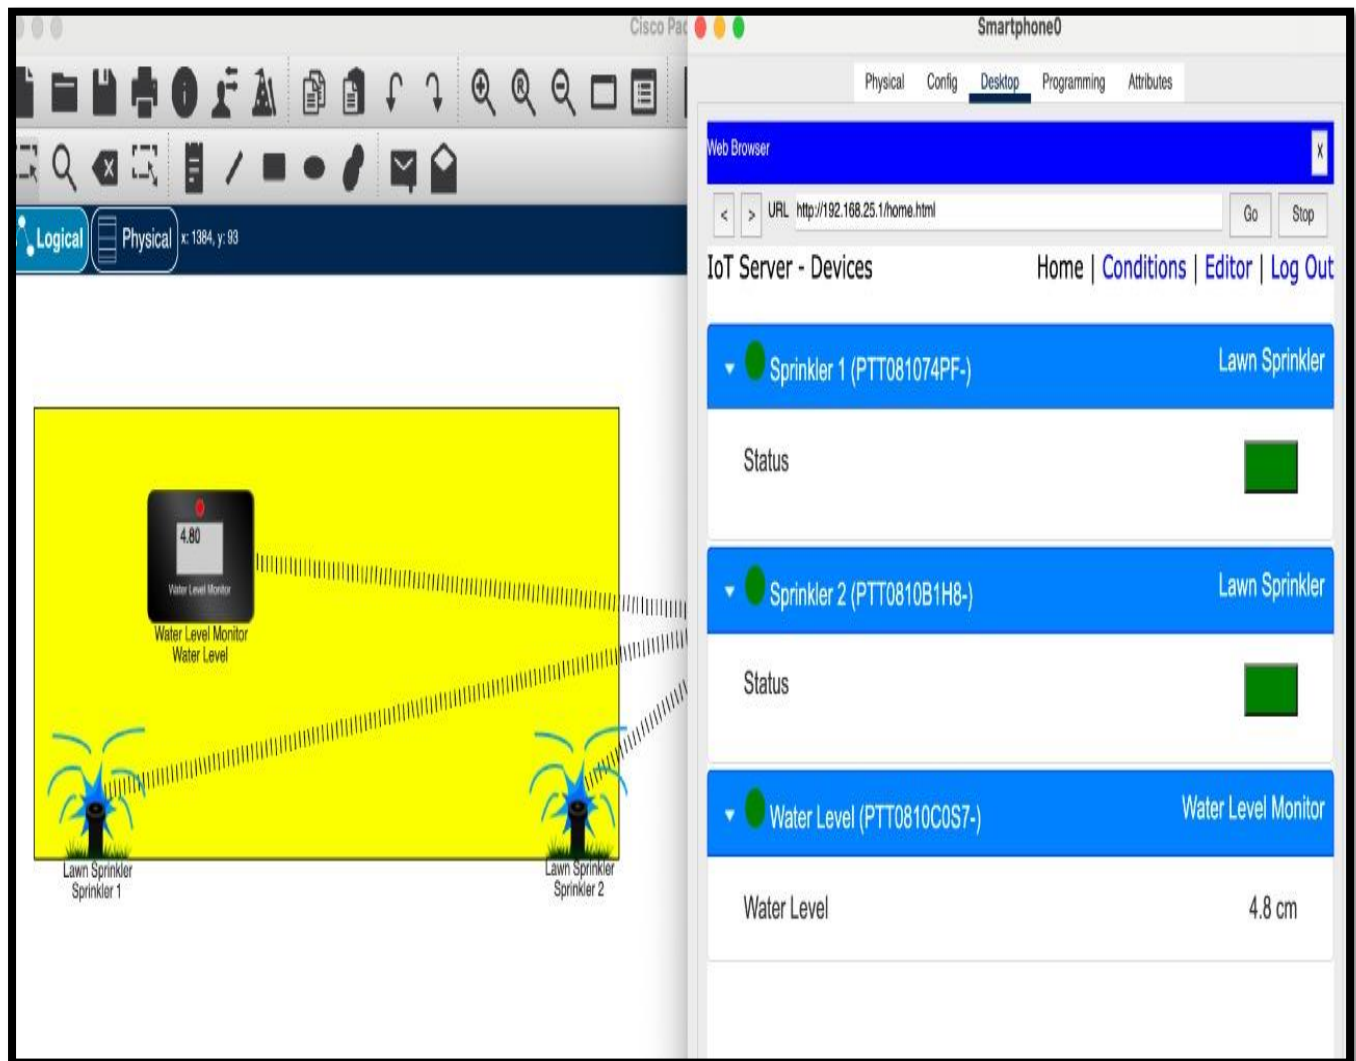 Cisco Pac
Logical
Physical
x: 1384, y: 93
4.80
Water Level Monitor
Water Level Monitor
Water Level
Lawn Sprinkler
Sprinkler 1
Lawn Sprinkler
Sprinkler 2
Smartphone0
Physical Config Desktop Programming Attributes
Web Browser X
< > URL http://192.168.25.1/home.html Go Stop
IoT Server - Devices Home | Conditions | Editor | Log Out
Sprinkler 1 (PTT081074PF-) Lawn Sprinkler
Status
Sprinkler 2 (PTT0810B1H8-) Lawn Sprinkler
Status
Water Level (PTT0810C0S7-) Water Level Monitor
Water Level 4.8 cm